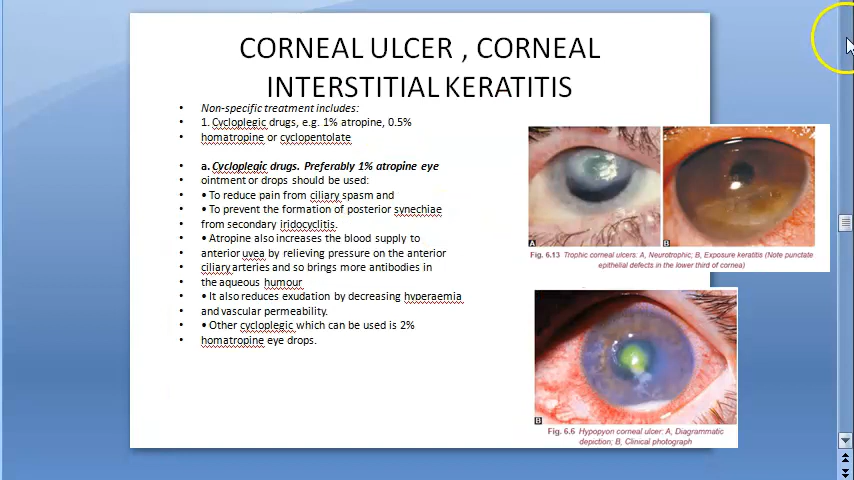 CORNEAL ULCER , CORNEAL
INTERSTITIAL KERATITIS
• Non-specific treatment includes:
• 1. Cycloplegic drugs, e.g. 1% atropine, 0.5%
• homatropine or cyclopentolate
• a. Cycloplegic drugs. Preferably 1% atropine eye
• ointment or drops should be used:
• • To reduce pain from ciliary spasm and
• • To prevent the formation of posterior synechiae
• from secondary iridocyclitis.
• • Atropine also increases the blood supply to
• anterior uvea by relieving pressure on the anterior
• ciliary arteries and so brings more antibodies in
• the aqueous humour
• • It also reduces exudation by decreasing hyperaemia
• and vascular permeability.
• • Other cycloplegic which can be used is 2%
• homatropine eye drops.
A
B
Fig. 6.13 Trophic corneal ulcers: A, Neurotrophic; B, Exposure keratitis (Note punctate
epithelial defects in the lower third of cornea)
B
Fig. 6.6 Hypopyon corneal ulcer: A, Diagrammatic
depiction; B, Clinical photograph